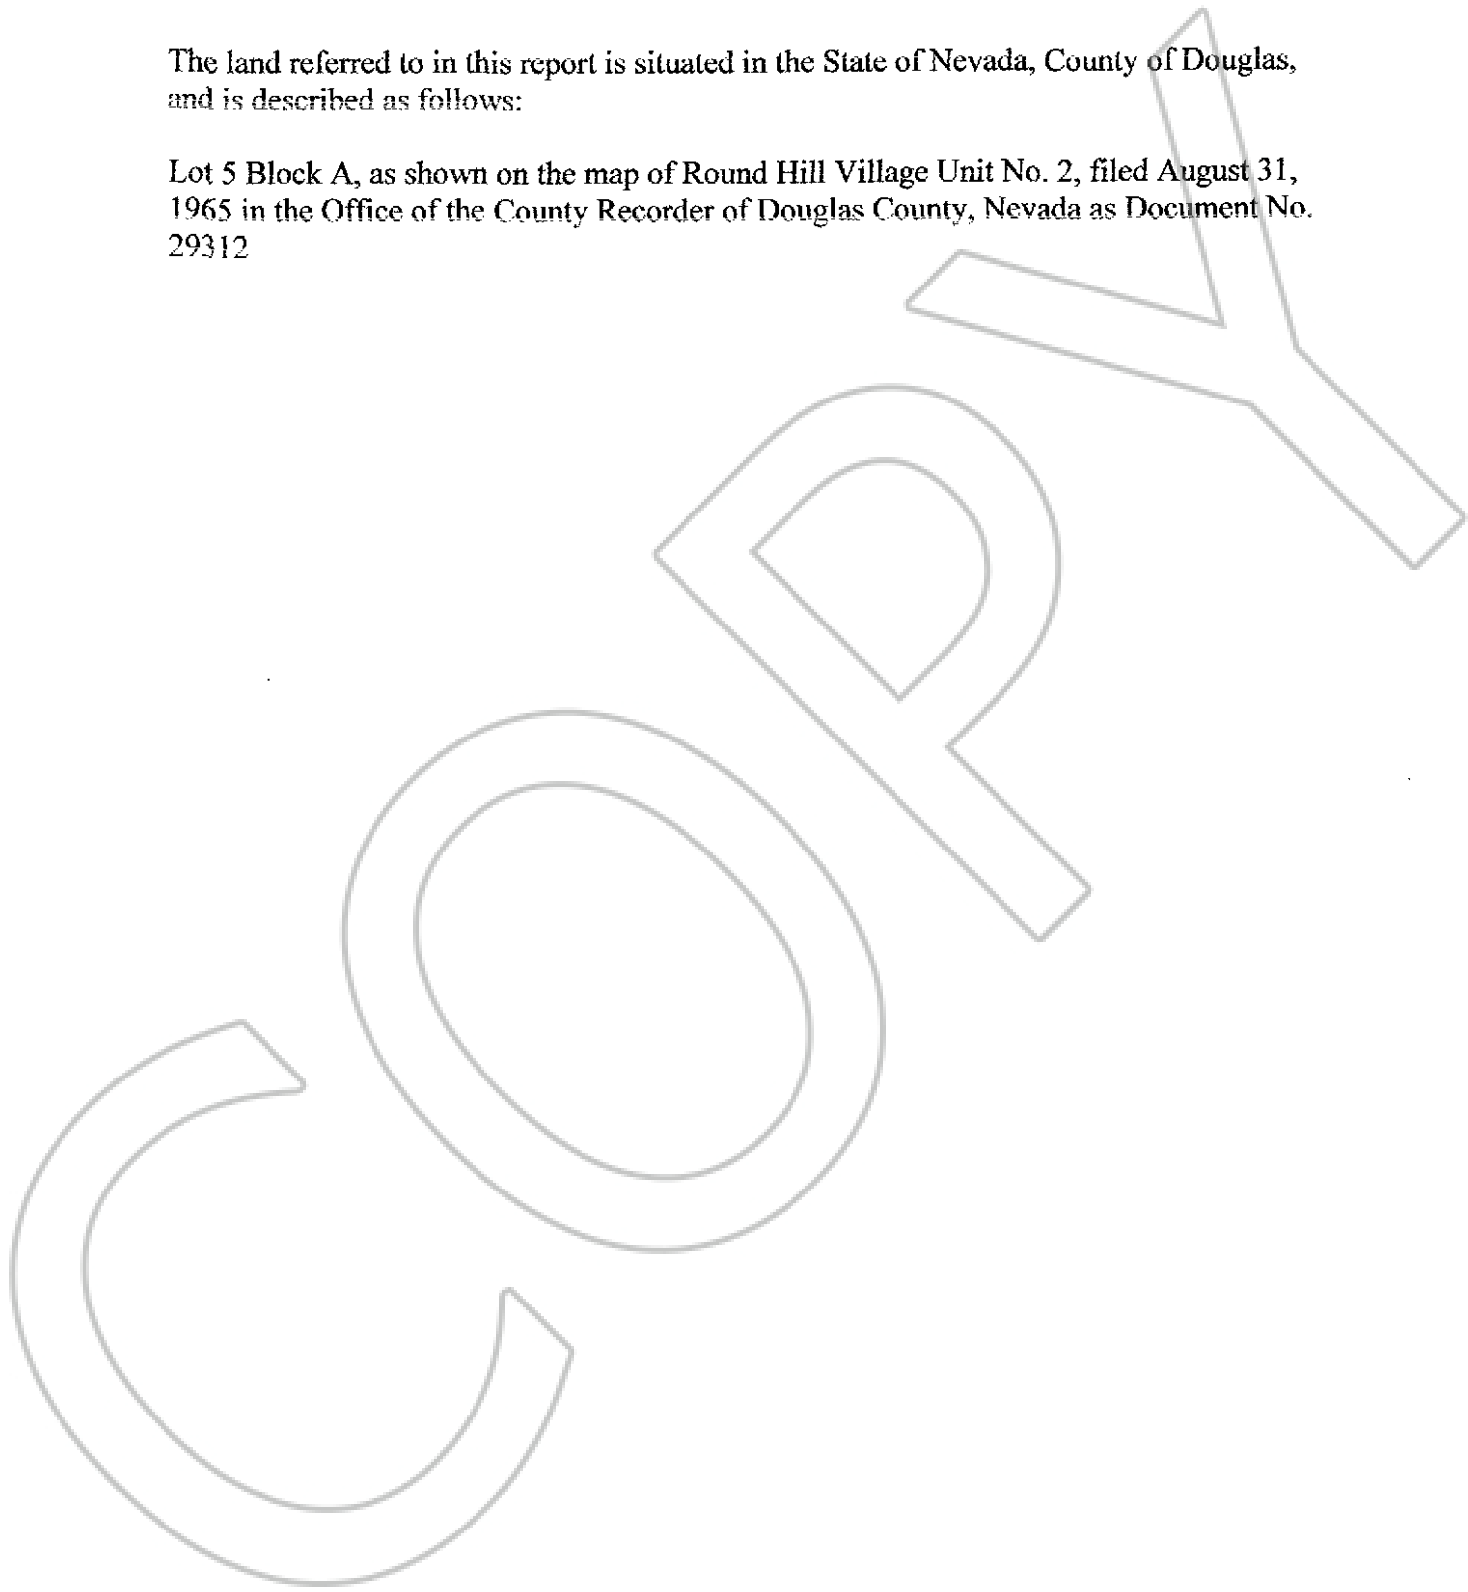 The land referred to in this report is situated in the State of Nevada, County of Douglas,
and is described as follows:
Lot 5 Block A, as shown on the map of Round Hill Village Unit No. 2, filed August 31,
1965 in the Office of the County Recorder of Douglas County, Nevada as Document No.
29312
COPY